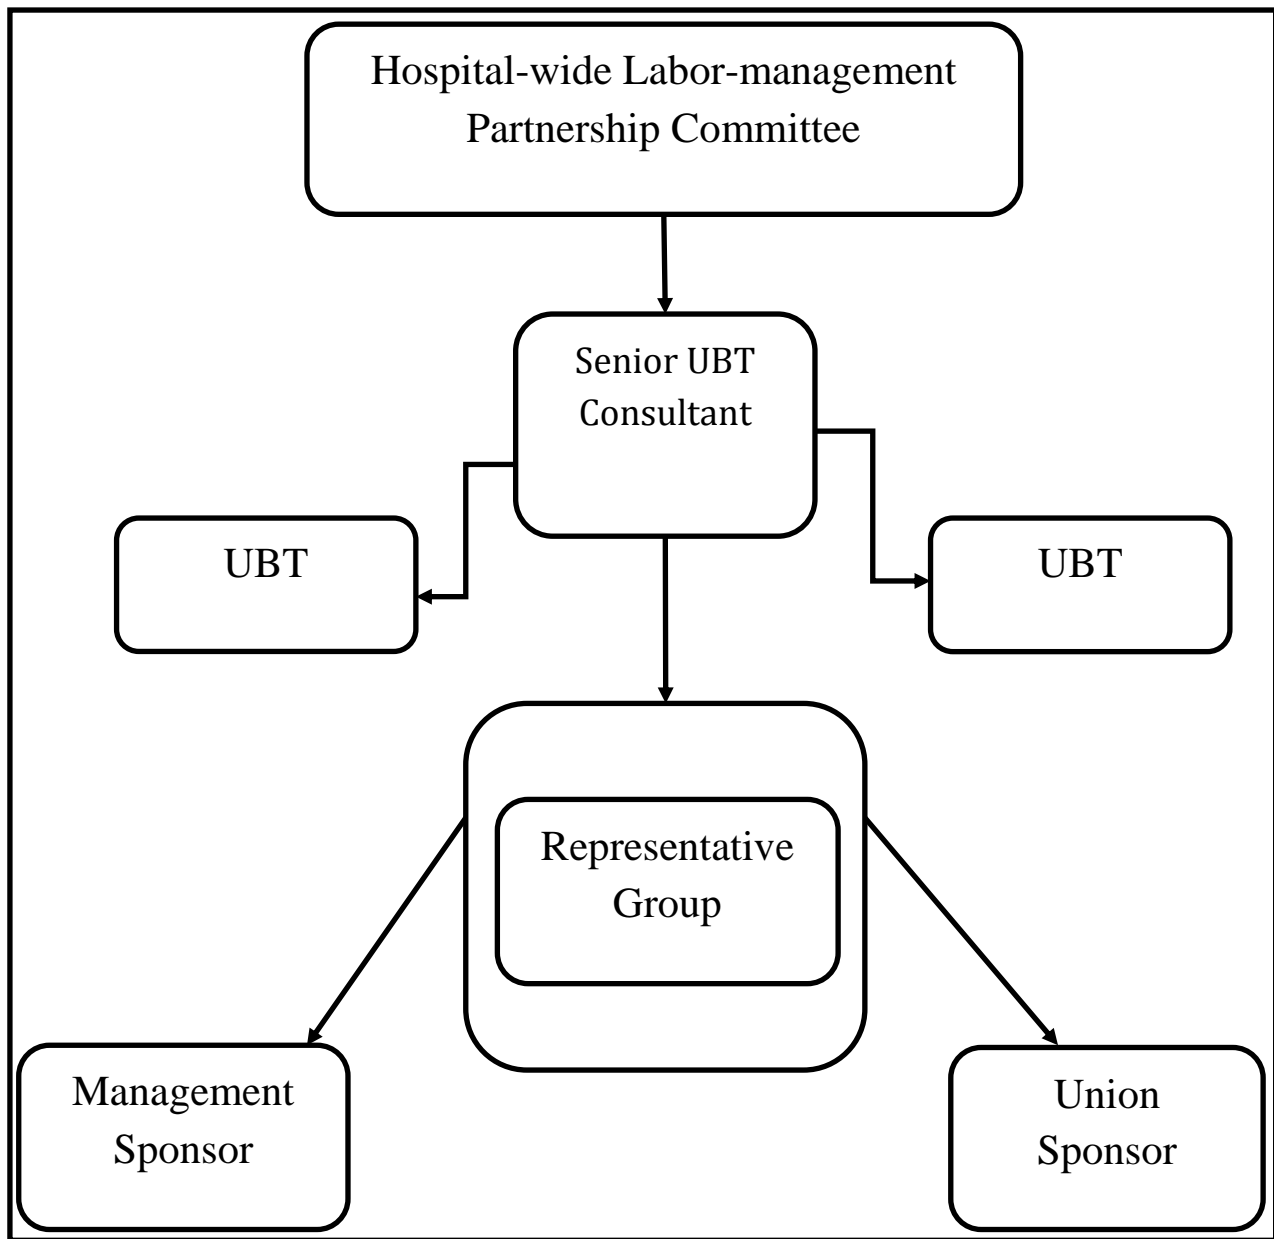 Hospital-wide Labor-management
Partnership Committee
Senior UBT
Consultant
UBT
UBT
Representative
Group
Management
Sponsor
Union
Sponsor